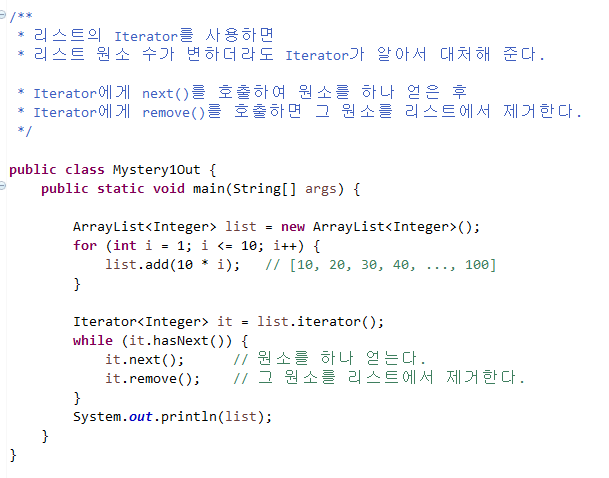 /**
 * 리스트의 Iterator를 사용하면
 * 리스트 원소 수가 변하더라도 Iterator가 알아서 대처해 준다.

 * Iterator에게 next()를 호출하여 원소를 하나 얻은 후
 * Iterator에게 remove()를 호출하면 그 원소를 리스트에서 제거한다.
 */

public class Mystery1Out {
    public static void main(String[] args) {

        ArrayList<Integer> list = new ArrayList<Integer>();
        for (int i = 1; i <= 10; i++) {
            list.add(10 * i);   // [10, 20, 30, 40, ..., 100]
        }

        Iterator<Integer> it = list.iterator();
        while (it.hasNext()) {
            it.next();      // 원소를 하나 얻는다.
            it.remove();    // 그 원소를 리스트에서 제거한다.
        }
        System.out.println(list);
    }
}